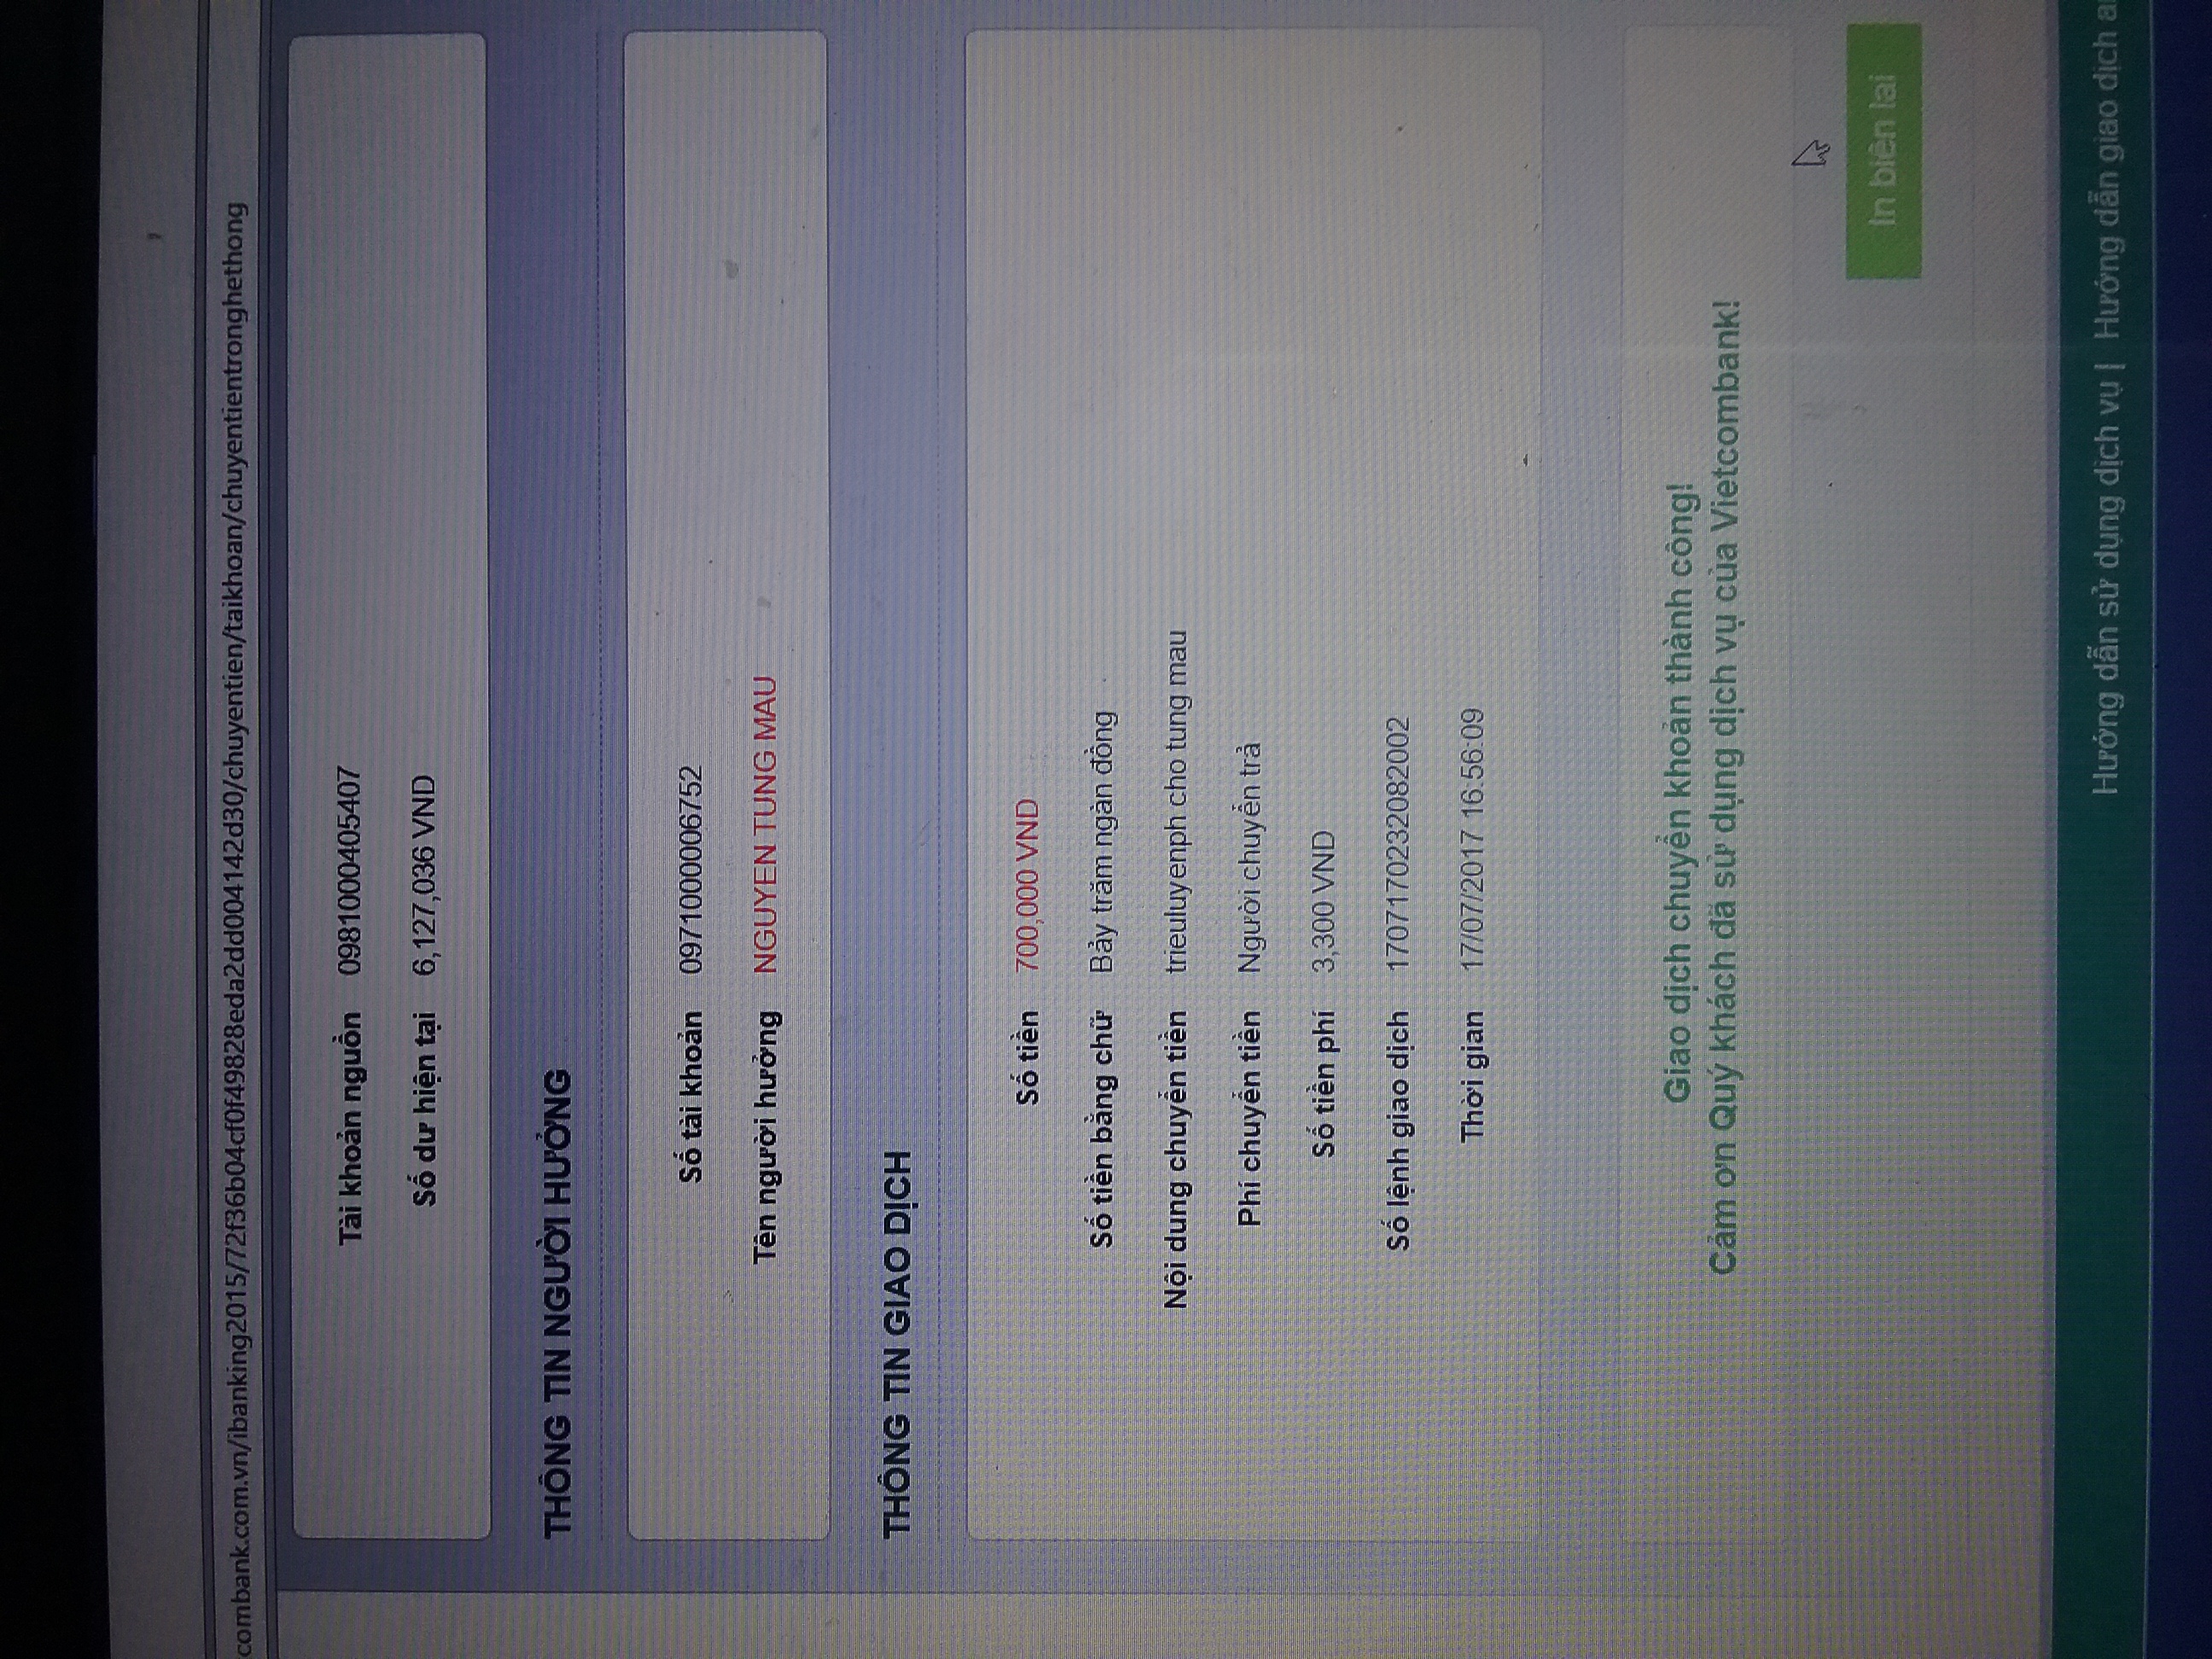 combank.com.vn/ibanking2015/72f36b04cf0f49828eda2dd004142d30/chuyentien/taikhoan/chuyentientronghethong
Tài khoản nguồn 0981000405407
Số dư hiện tại 6,127,036 VND
THÔNG TIN NGƯỜI HƯỞNG
Số tài khoản 0971000006752
Tên người hưởng NGUYEN TUNG MAU
THÔNG TIN GIAO DỊCH
Số tiền 700,000 VND
Số tiền bằng chữ Bảy trăm ngàn đồng
Nội dung chuyển tiền trieuluyenph cho tung mau
Phí chuyển tiền Người chuyển trả
Số tiền phí 3,300 VND
Số lệnh giao dịch 1707170232082002
Thời gian 17/07/2017 16:56:09
Giao dịch chuyển khoản thành công!
Cảm ơn Quý khách đã sử dụng dịch vụ của Vietcombank!
In biên lai
Hướng dẫn sử dụng dịch vụ | Hướng dẫn giao dịch a